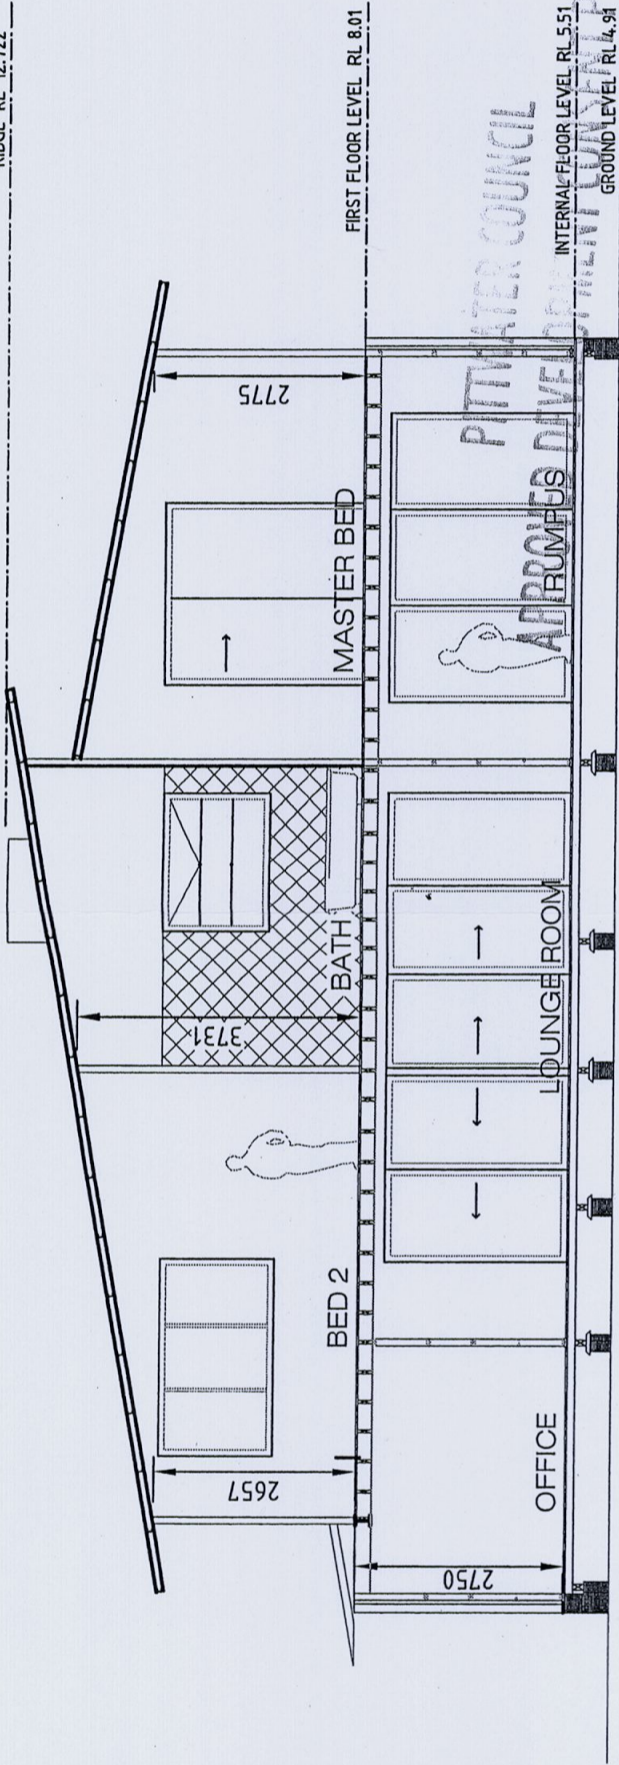 RIDGE RL 12.722
FIRST FLOOR LEVEL RL 8.01
INTERNAL FLOOR LEVEL RL 5.51
GROUND LEVEL RL 4.91
2657
3731
2775
BED 2
BATH
MASTER BED
2750
OFFICE
LOUNGE ROOM
RUMPUS
PITTWATER COUNCIL
APPROVED DEVELOPMENT CONSENT